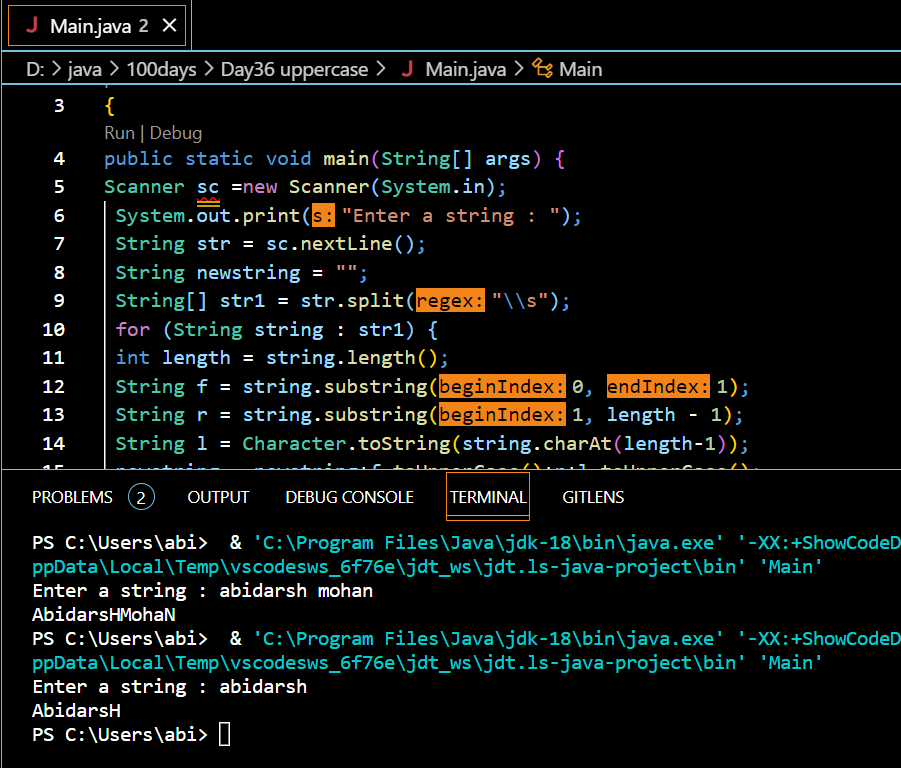 J Main.java 2 ×
D: > java > 100days > Day36 uppercase > J Main.java > Main
3 {
Run | Debug
4 public static void main(String[] args) {
5 Scanner sc =new Scanner(System.in);
6 System.out.print(s: "Enter a string : ");
7 String str = sc.nextLine();
8 String newstring = "";
9 String[] str1 = str.split(regex: "\\s");
10 for (String string : str1) {
11 int length = string.length();
12 String f = string.substring(beginIndex: 0, endIndex: 1);
13 String r = string.substring(beginIndex: 1, length - 1);
14 String l = Character.toString(string.charAt(length-1));
PROBLEMS 2 OUTPUT DEBUG CONSOLE TERMINAL GITLENS
PS C:\Users\abi>  & 'C:\Program Files\Java\jdk-18\bin\java.exe' '-XX:+ShowCodeD
ppData\Local\Temp\vscodesws_6f76e\jdt_ws\jdt.ls-java-project\bin' 'Main'
Enter a string : abidarsh mohan
AbidarsHMohaN
PS C:\Users\abi>  & 'C:\Program Files\Java\jdk-18\bin\java.exe' '-XX:+ShowCodeD
ppData\Local\Temp\vscodesws_6f76e\jdt_ws\jdt.ls-java-project\bin' 'Main'
Enter a string : abidarsh
AbidarsH
PS C:\Users\abi>